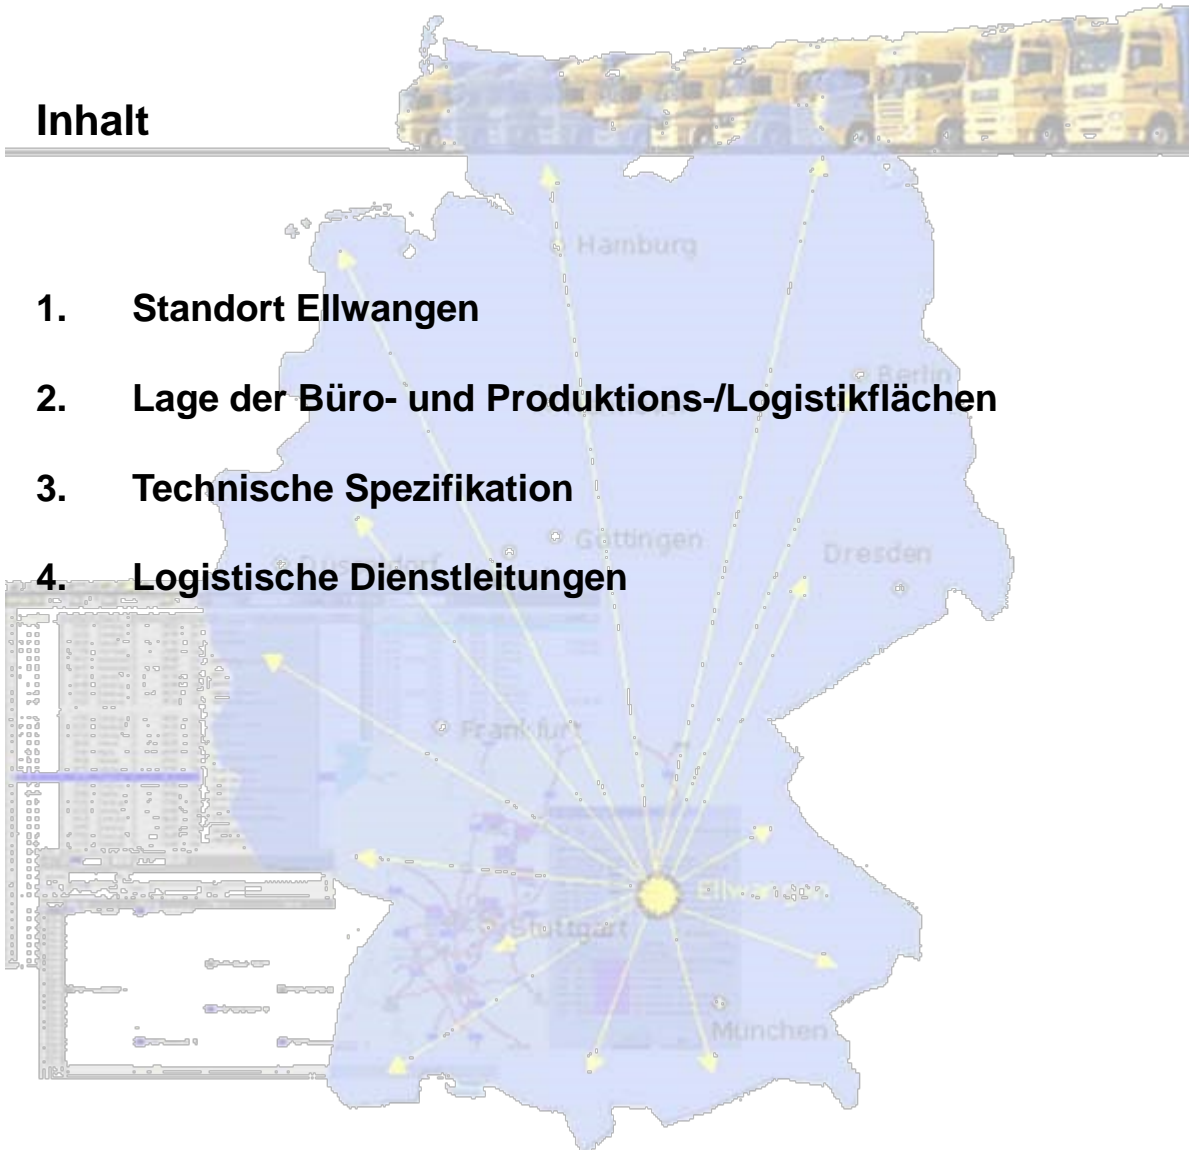 Inhalt
Hamburg
1. Standort Ellwangen
Berlin
2. Lage der Büro- und Produktions-/Logistikflächen
3. Technische Spezifikation
Göttingen
Dresden
Düsseldorf
4. Logistische Dienstleitungen
Frankfurt
Ellwangen
Stuttgart
München